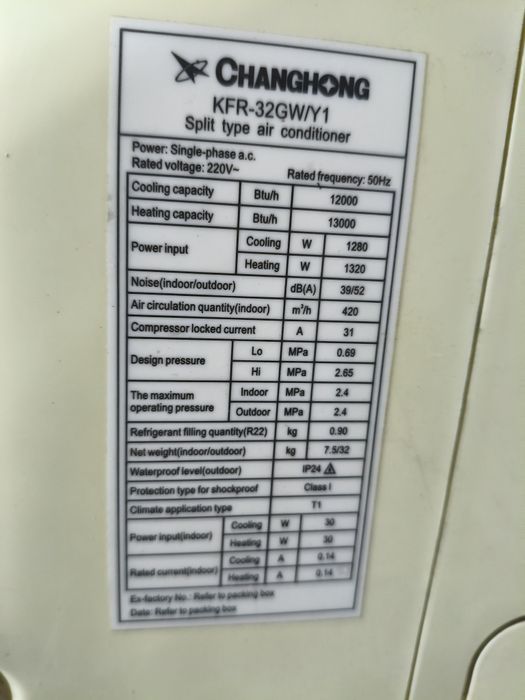 CHANGHONG
KFR-32GW/Y1
Split type air conditioner
Power: Single-phase a.c.
Rated voltage: 220V~ Rated frequency: 50Hz
Cooling capacity Btu/h 12000
Heating capacity Btu/h 13000
Power input Cooling W 1280
Heating W 1320
Noise(indoor/outdoor) dB(A) 39/52
Air circulation quantity(indoor) m³/h 420
Compressor locked current A 31
Design pressure Lo MPa 0.69
Hi MPa 2.65
The maximum operating pressure Indoor MPa 2.4
Outdoor MPa 2.4
Refrigerant filling quantity(R22) kg 0.90
Net weight(indoor/outdoor) kg 7.5/32
Waterproof level(outdoor) IP24
Protection type for shockproof Class I
Climate application type T1
Power input(indoor) Cooling W 30
Heating W 30
Rated current(indoor) Cooling A 0.14
Heating A 0.14
Ex-factory No.: Refer to packing box
Date: Refer to packing box